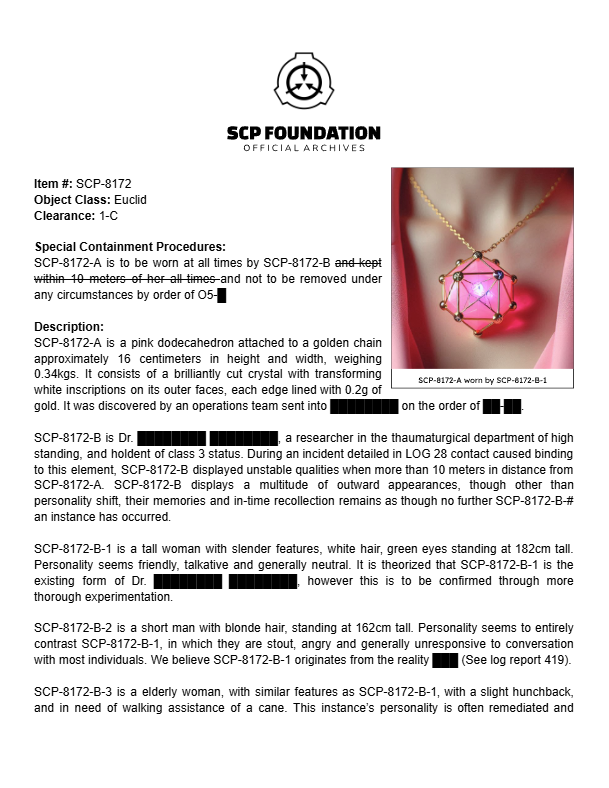 SCP FOUNDATION
OFFICIAL ARCHIVES
Item #: SCP-8172
Object Class: Euclid
Clearance: 1-C
Special Containment Procedures:
SCP-8172-A is to be worn at all times by SCP-8172-B and kept
within 10 meters of her all times and not to be removed under
any circumstances by order of O5-█
Description:
SCP-8172-A is a pink dodecahedron attached to a golden chain
approximately 16 centimeters in height and width, weighing
0.34kgs. It consists of a brilliantly cut crystal with transforming
white inscriptions on its outer faces, each edge lined with 0.2g of
gold. It was discovered by an operations team sent into ████████ on the order of ██-██.
SCP-8172-A worn by SCP-8172-B-1
SCP-8172-B is Dr. ████████ ████████, a researcher in the thaumaturgical department of high
standing, and holdent of class 3 status. During an incident detailed in LOG 28 contact caused binding
to this element, SCP-8172-B displayed unstable qualities when more than 10 meters in distance from
SCP-8172-A. SCP-8172-B displays a multitude of outward appearances, though other than
personality shift, their memories and in-time recollection remains as though no further SCP-8172-B-#
an instance has occurred.
SCP-8172-B-1 is a tall woman with slender features, white hair, green eyes standing at 182cm tall.
Personality seems friendly, talkative and generally neutral. It is theorized that SCP-8172-B-1 is the
existing form of Dr. ████████ ████████, however this is to be confirmed through more
thorough experimentation.
SCP-8172-B-2 is a short man with blonde hair, standing at 162cm tall. Personality seems to entirely
contrast SCP-8172-B-1, in which they are stout, angry and generally unresponsive to conversation
with most individuals. We believe SCP-8172-B-1 originates from the reality ███ (See log report 419).
SCP-8172-B-3 is a elderly woman, with similar features as SCP-8172-B-1, with a slight hunchback,
and in need of walking assistance of a cane. This instance's personality is often remediated and